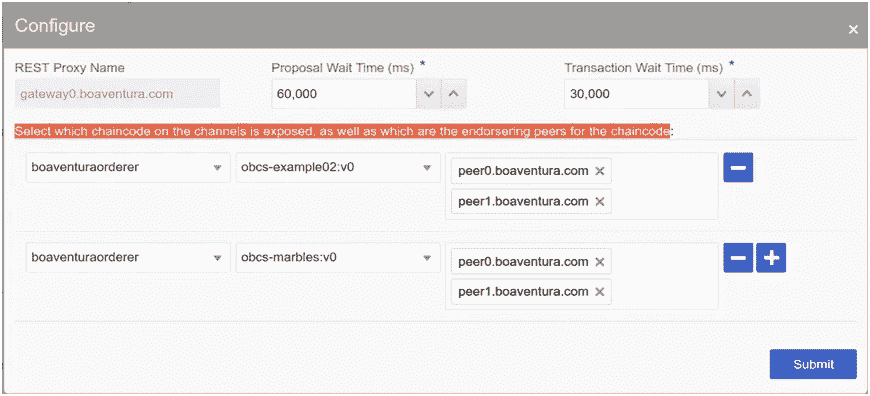 Configure
REST Proxy Name
Proposal Wait Time (ms) *
Transaction Wait Time (ms) *
gateway0.boaventura.com
60,000
30,000
Select which chaincode on the channels is exposed, as well as which are the endorsering peers for the chaincode:
boaventuraorderer
obcs-example02:v0
peer0.boaventura.com
peer1.boaventura.com
boaventuraorderer
obcs-marbles:v0
peer0.boaventura.com
peer1.boaventura.com
Submit